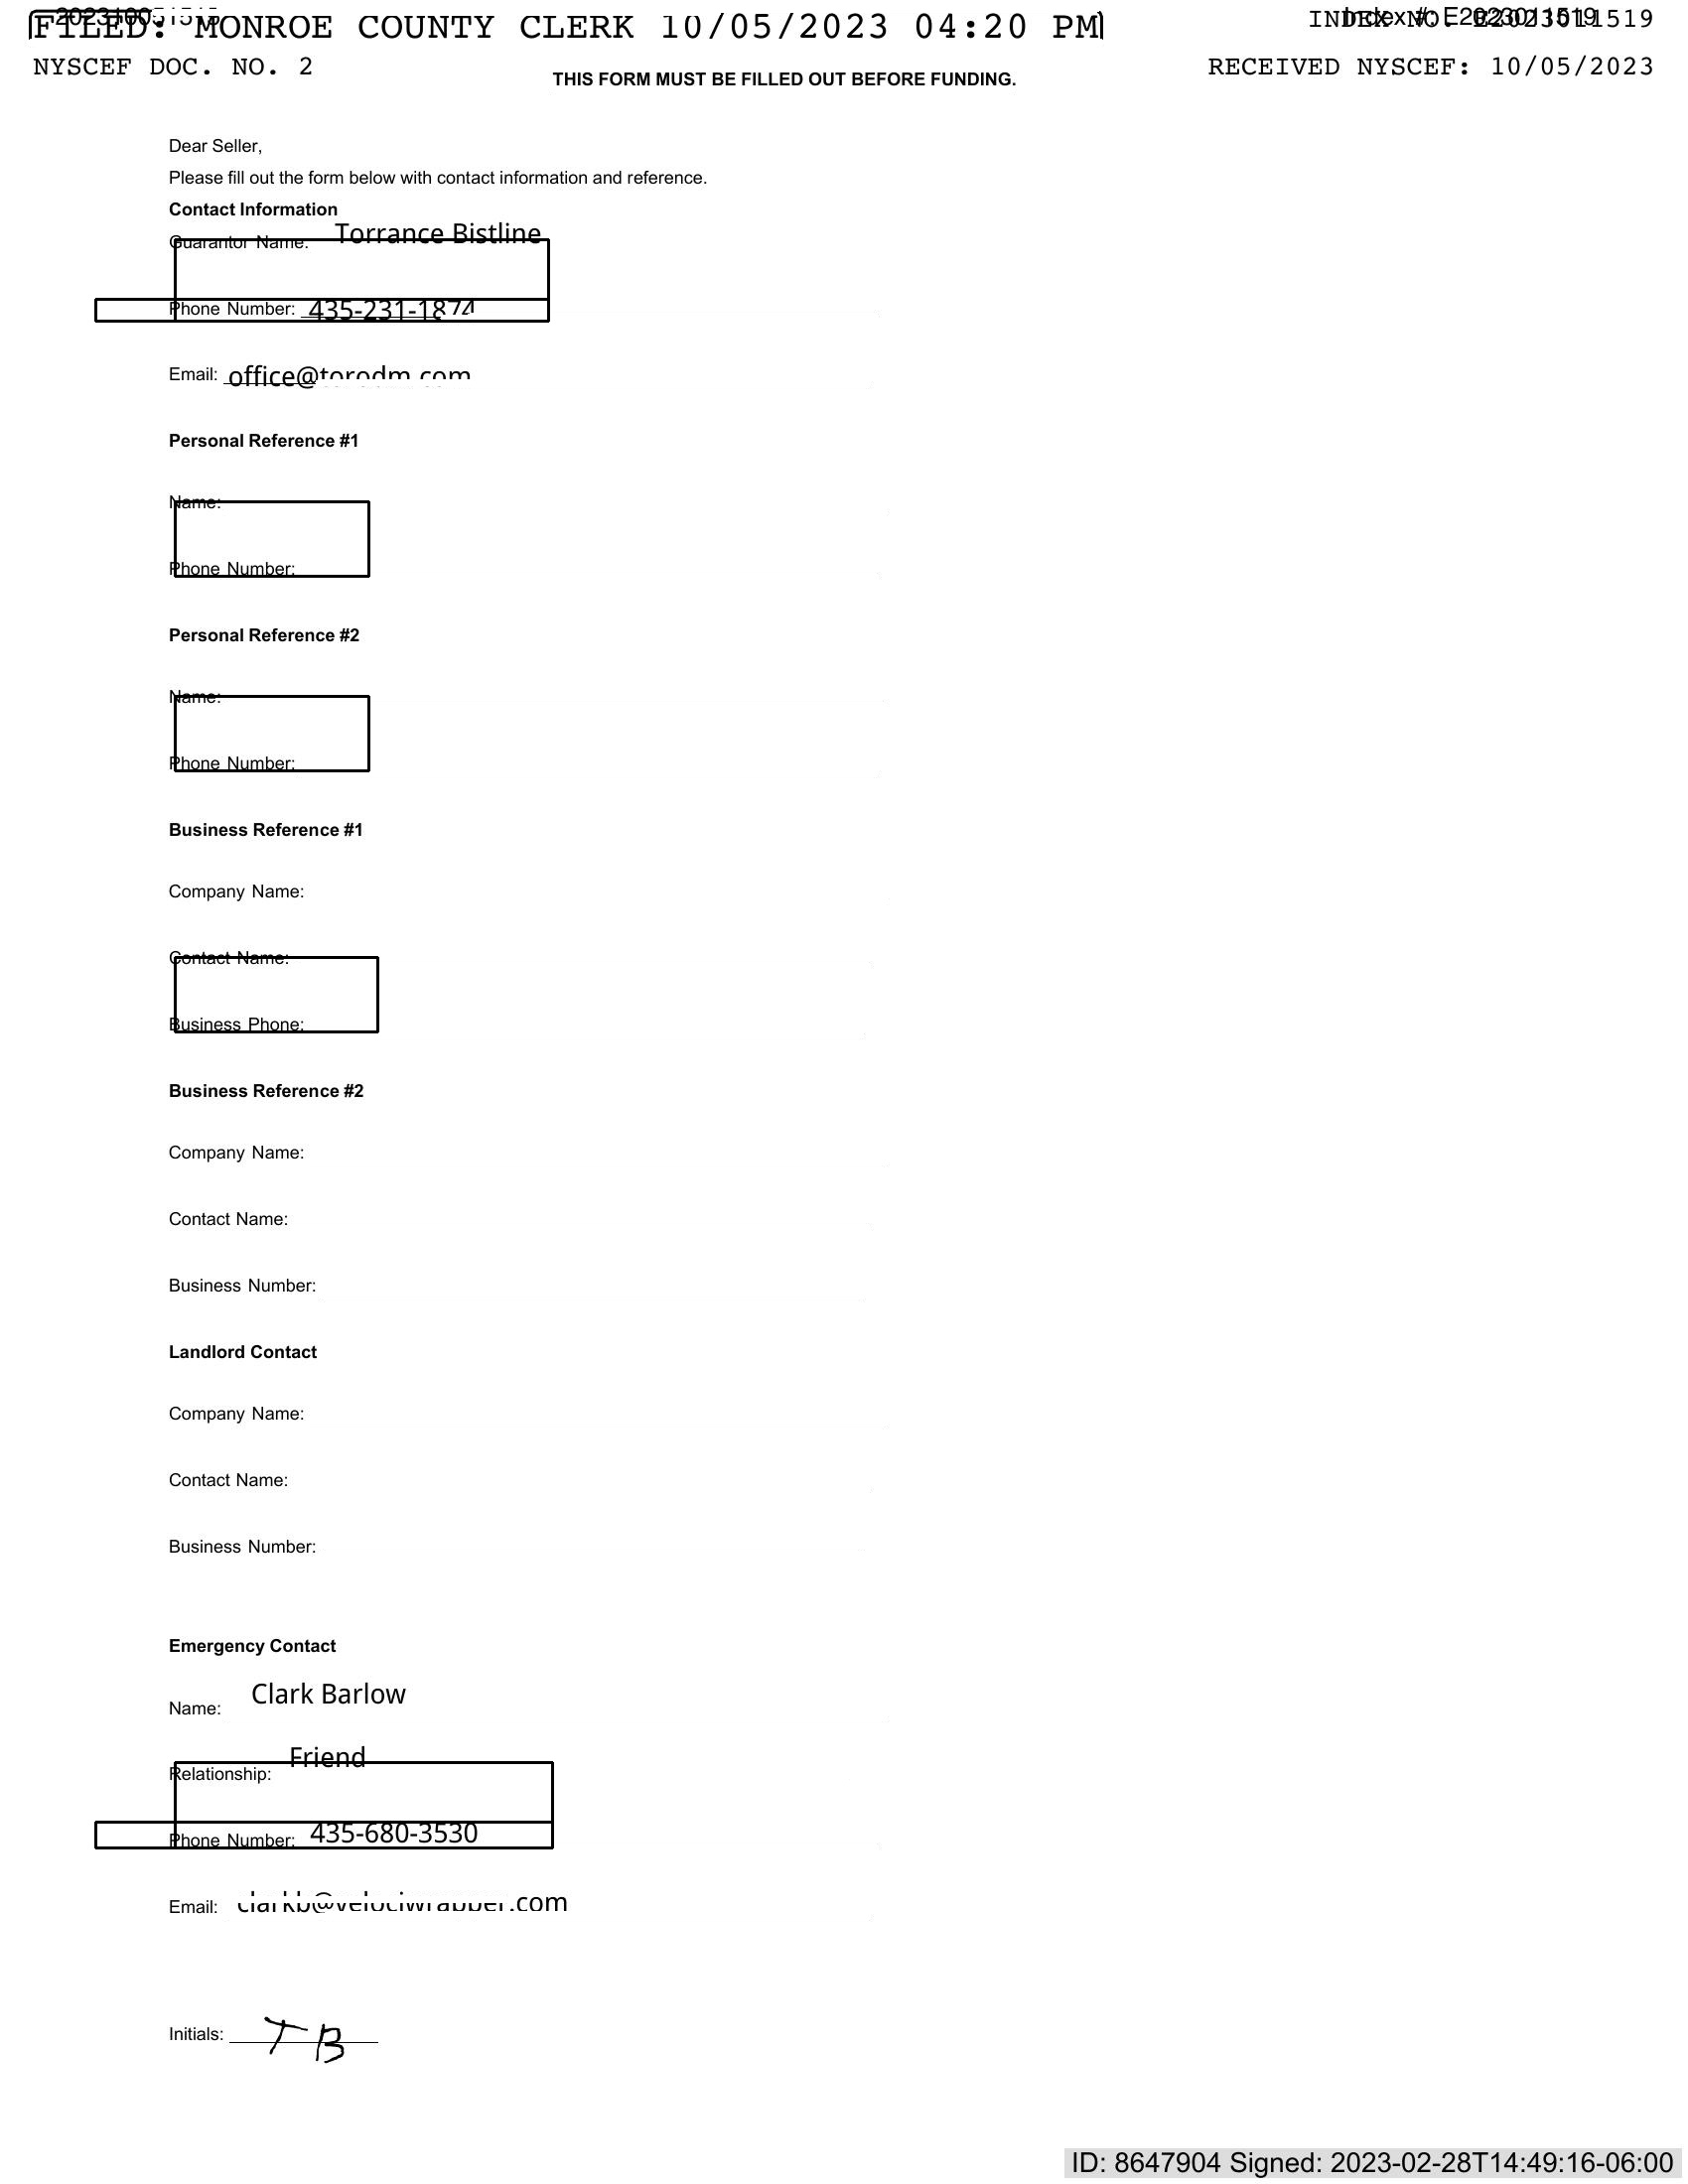 FILED: MONROE COUNTY CLERK 10/05/2023 04:20 PM
INDEX NO. E2023011519
Index #: E2023011519
NYSCEF DOC. NO. 2
RECEIVED NYSCEF: 10/05/2023
THIS FORM MUST BE FILLED OUT BEFORE FUNDING.
Dear Seller,
Please fill out the form below with contact information and reference.
Contact Information
Guarantor Name: Torrance Bistline
Phone Number: 435-231-1874
Email: office@torodm.com
Personal Reference #1
Name:
Phone Number:
Personal Reference #2
Name:
Phone Number:
Business Reference #1
Company Name:
Contact Name:
Business Phone:
Business Reference #2
Company Name:
Contact Name:
Business Number:
Landlord Contact
Company Name:
Contact Name:
Business Number:
Emergency Contact
Name: Clark Barlow
Relationship: Friend
Phone Number: 435-680-3530
Email: clarkb@velociwrapper.com
Initials: TB
ID: 8647904 Signed: 2023-02-28T14:49:16-06:00